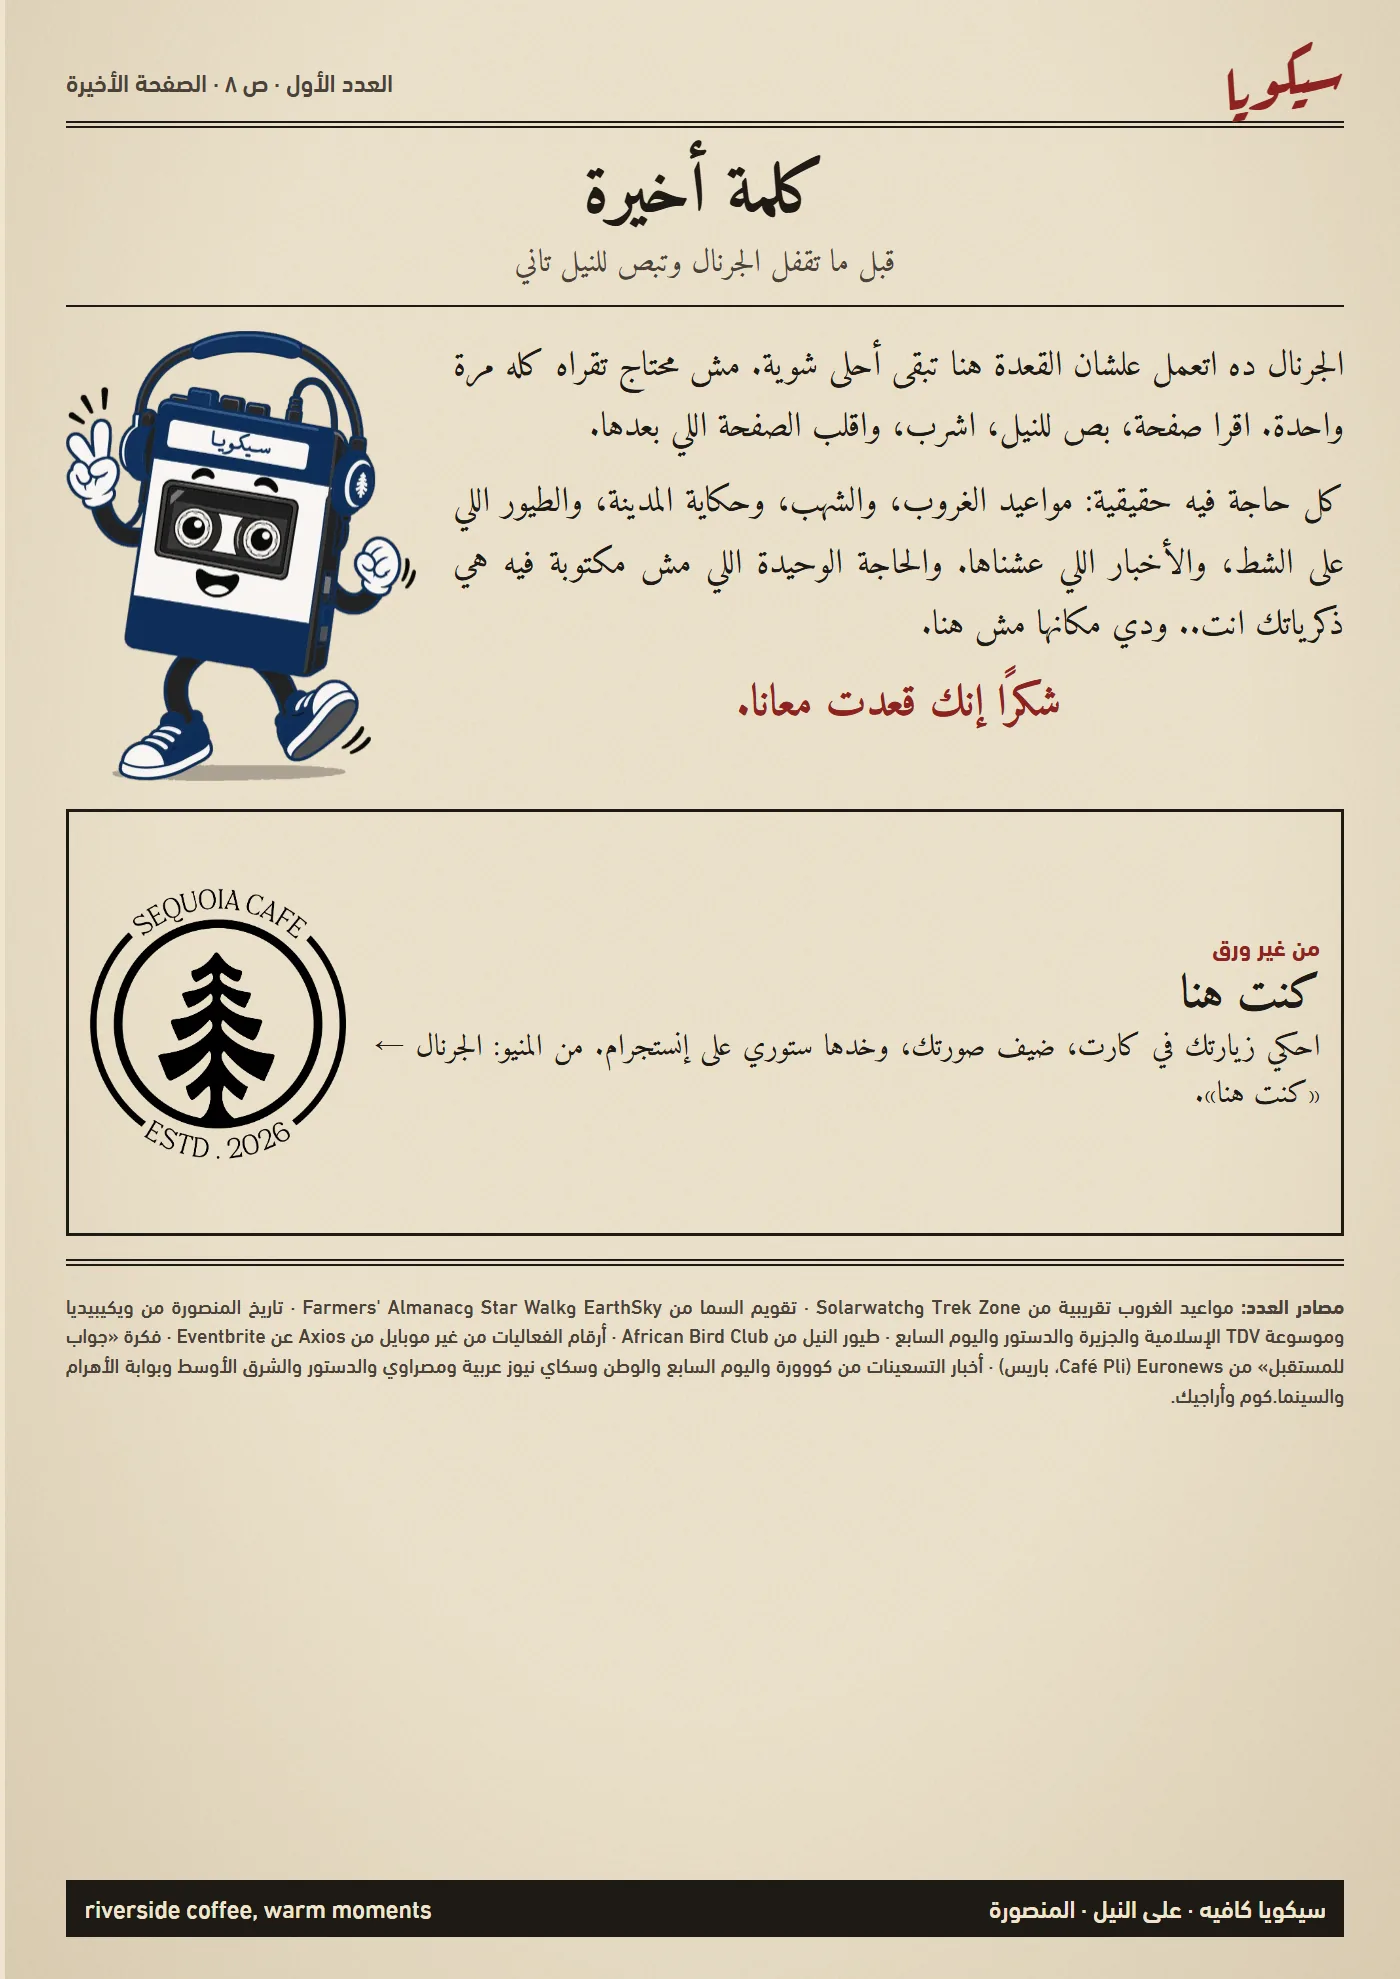 سيكويا
العدد الأول · ص ٨ · الصفحة الأخيرة
كلمة أخيرة
قبل ما تقفل الجرنال وتبص للنيل تاني
الجرنال ده اتعمل علشان القعدة هنا تبقى أحلى شوية. مش محتاج تقراه كله مرة
واحدة. اقرا صفحة، بص للنيل، اشرب، واقلب الصفحة اللي بعدها.
كل حاجة فيه حقيقية: مواعيد الغروب، والشهب، وحكاية المدينة، والطيور اللي
على الشط، والأخبار اللي عشناها. والحاجة الوحيدة اللي مش مكتوبة فيه هي
ذكرياتك انت.. ودي مكانها مش هنا.
شكرًا إنك قعدت معانا.
سيكويا
من غير ورق
كنت هنا
احكي زيارتك في كارت، ضيف صورتك، وخدها ستوري على إنستجرام. من المنيو: الجرنال ←
«كنت هنا».
SEQUOIA CAFE
ESTD . 2026
مصادر العدد: مواعيد الغروب تقريبية من Trek Zone وSolarwatch · تقويم السما من EarthSky وStar Walk وFarmers' Almanac · تاريخ المنصورة من ويكيبيديا
وموسوعة TDV الإسلامية والجزيرة والدستور واليوم السابع · طيور النيل من African Bird Club · أرقام الفعاليات من غير موبايل من Axios عن Eventbrite · فكرة «جواب
للمستقبل» من Euronews (Café Pli، باريس) · أخبار التسعينات من كووورة واليوم السابع والوطن وسكاي نيوز عربية ومصراوي والدستور والشرق الأوسط وبوابة الأهرام
والسينما.كوم وأراجيك.
سيكويا كافيه · على النيل · المنصورة
riverside coffee, warm moments